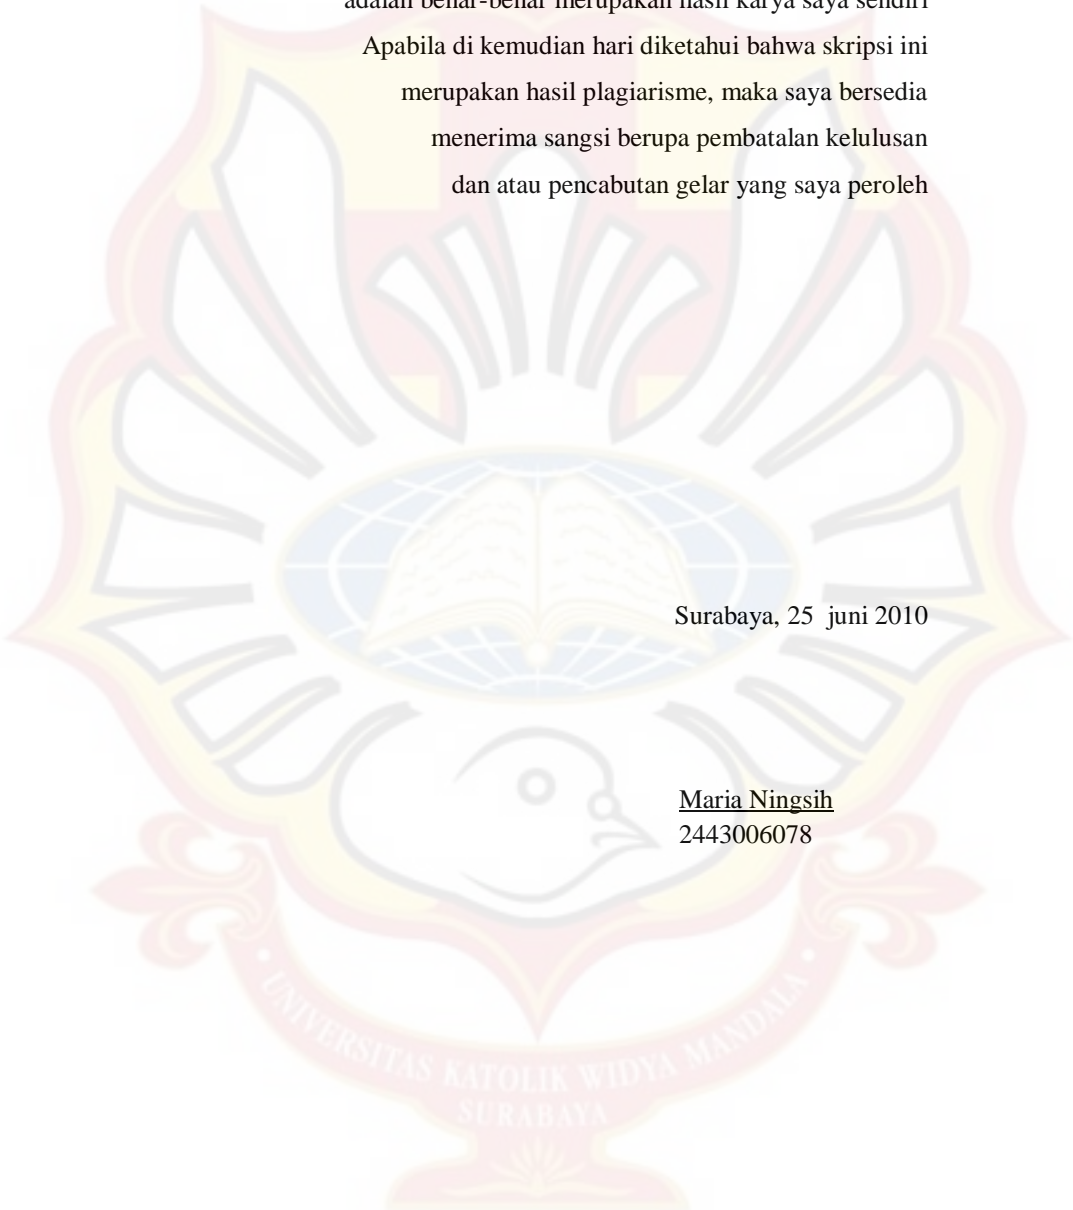 adalah benar-benar merupakan hasil karya saya sendiri
Apabila di kemudian hari diketahui bahwa skripsi ini
merupakan hasil plagiarisme, maka saya bersedia
menerima sangsi berupa pembatalan kelulusan
dan atau pencabutan gelar yang saya peroleh
Surabaya, 25 juni 2010
Maria Ningsih
2443006078
UNIVERSITAS KATOLIK WIDYA MANDALA
SURABAYA